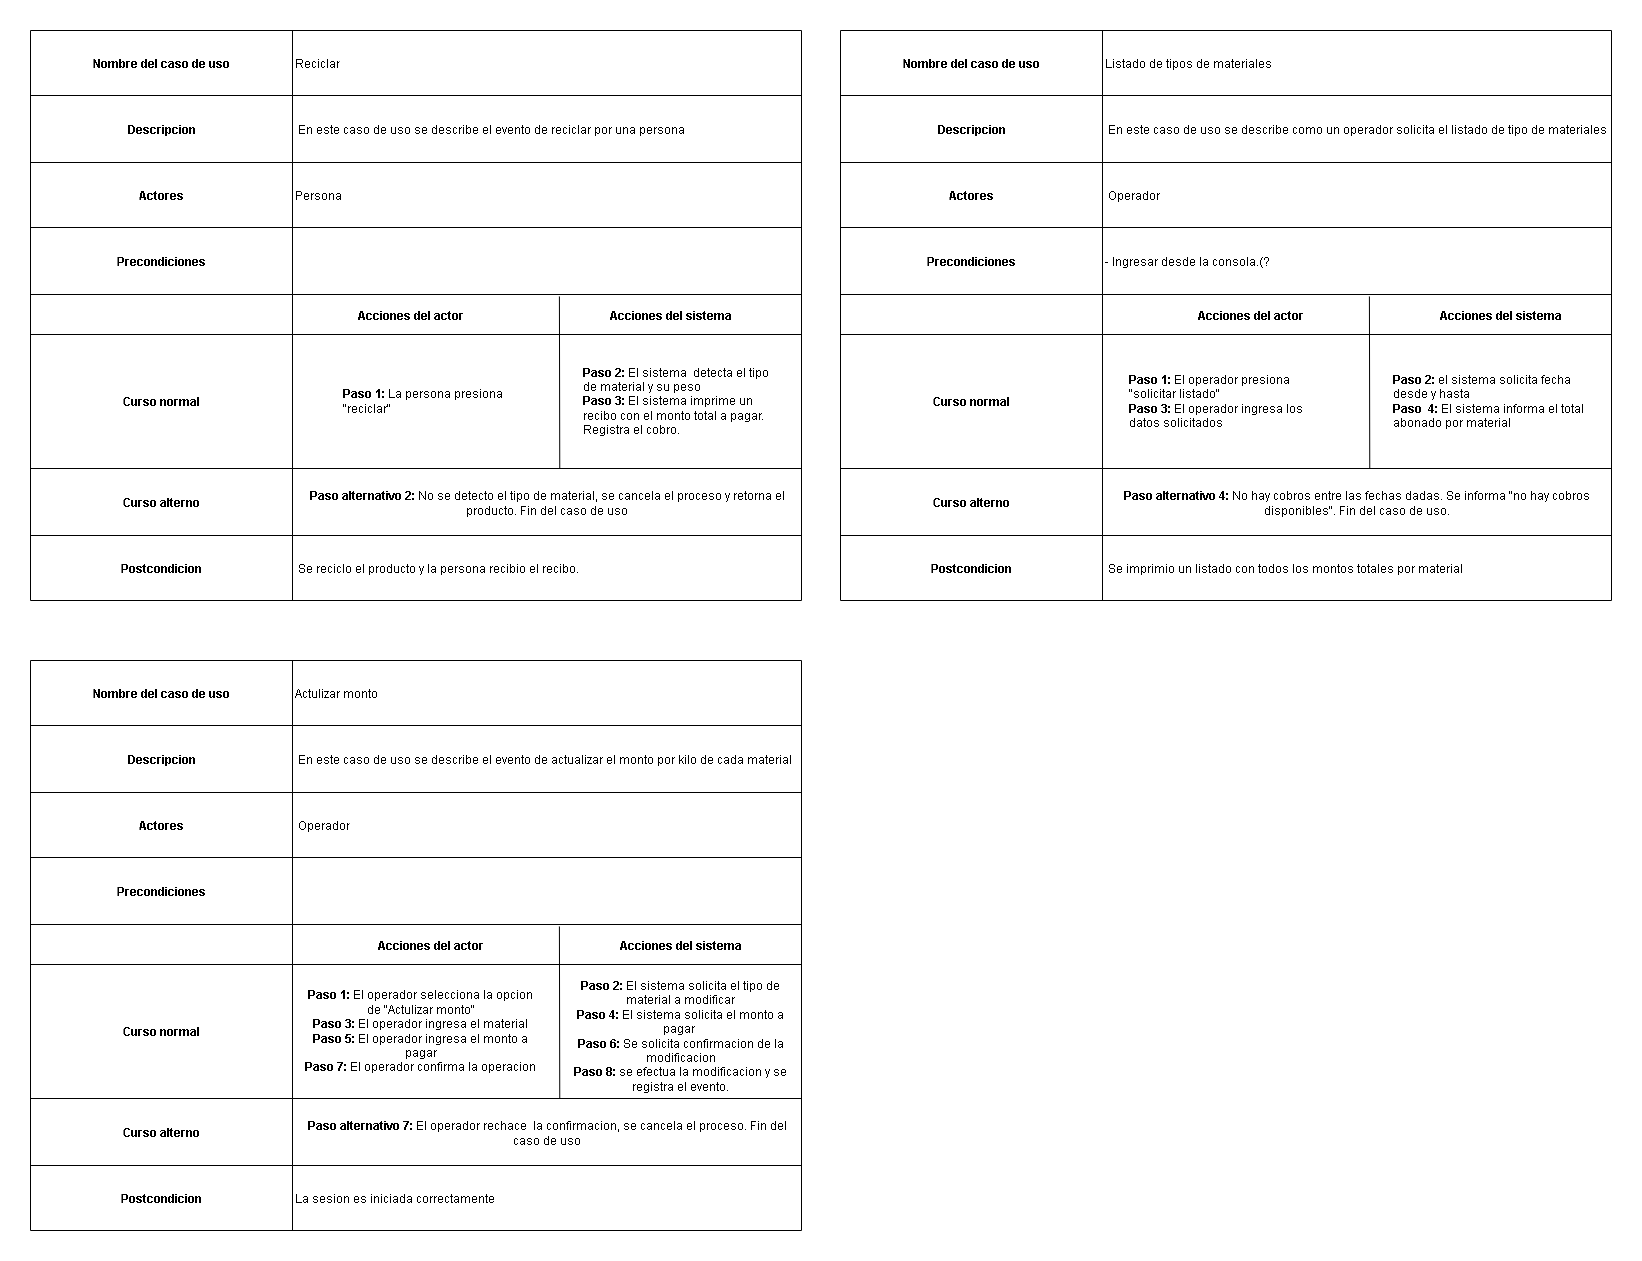 Nombre del caso de uso
Reciclar
Descripcion
En este caso de uso se describe el evento de reciclar por una persona
Actores
Persona
Precondiciones
Acciones del actor
Acciones del sistema
Curso normal
Paso 1: La persona presiona
"reciclar"
Paso 2: El sistema  detecta el tipo
de material y su peso
Paso 3: El sistema imprime un
recibo con el monto total a pagar.
Registra el cobro.
Curso alterno
Paso alternativo 2: No se detecto el tipo de material, se cancela el proceso y retorna el
producto. Fin del caso de uso
Postcondicion
Se reciclo el producto y la persona recibio el recibo.
Nombre del caso de uso
Listado de tipos de materiales
Descripcion
En este caso de uso se describe como un operador solicita el listado de tipo de materiales
Actores
Operador
Precondiciones
- Ingresar desde la consola.(?
Acciones del actor
Acciones del sistema
Curso normal
Paso 1: El operador presiona
"solicitar listado"
Paso 3: El operador ingresa los
datos solicitados
Paso 2: el sistema solicita fecha
desde y hasta
Paso  4: El sistema informa el total
abonado por material
Curso alterno
Paso alternativo 4: No hay cobros entre las fechas dadas. Se informa "no hay cobros
disponibles". Fin del caso de uso.
Postcondicion
Se imprimio un listado con todos los montos totales por material
Nombre del caso de uso
Actulizar monto
Descripcion
En este caso de uso se describe el evento de actualizar el monto por kilo de cada material
Actores
Operador
Precondiciones
Acciones del actor
Acciones del sistema
Curso normal
Paso 1: El operador selecciona la opcion
de "Actulizar monto"
Paso 3: El operador ingresa el material
Paso 5: El operador ingresa el monto a
pagar
Paso 7: El operador confirma la operacion
Paso 2: El sistema solicita el tipo de
material a modificar
Paso 4: El sistema solicita el monto a
pagar
Paso 6: Se solicita confirmacion de la
modificacion
Paso 8: se efectua la modificacion y se
registra el evento.
Curso alterno
Paso alternativo 7: El operador rechace  la confirmacion, se cancela el proceso. Fin del
caso de uso
Postcondicion
La sesion es iniciada correctamente